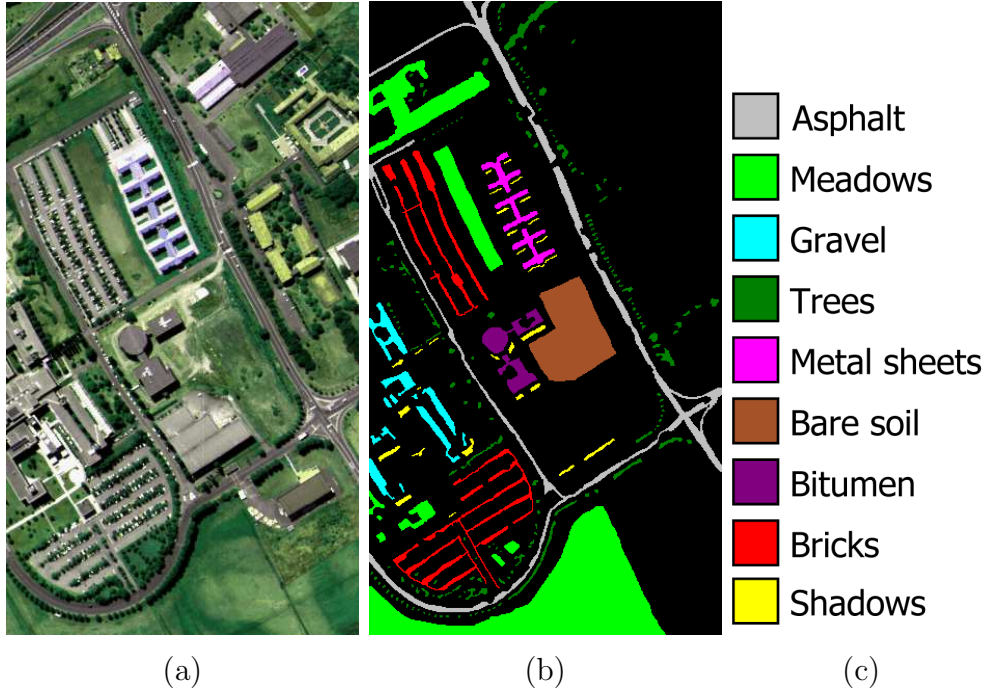 Asphalt
Meadows
Gravel
Trees
Metal sheets
Bare soil
Bitumen
Bricks
Shadows
(a) (b) (c)